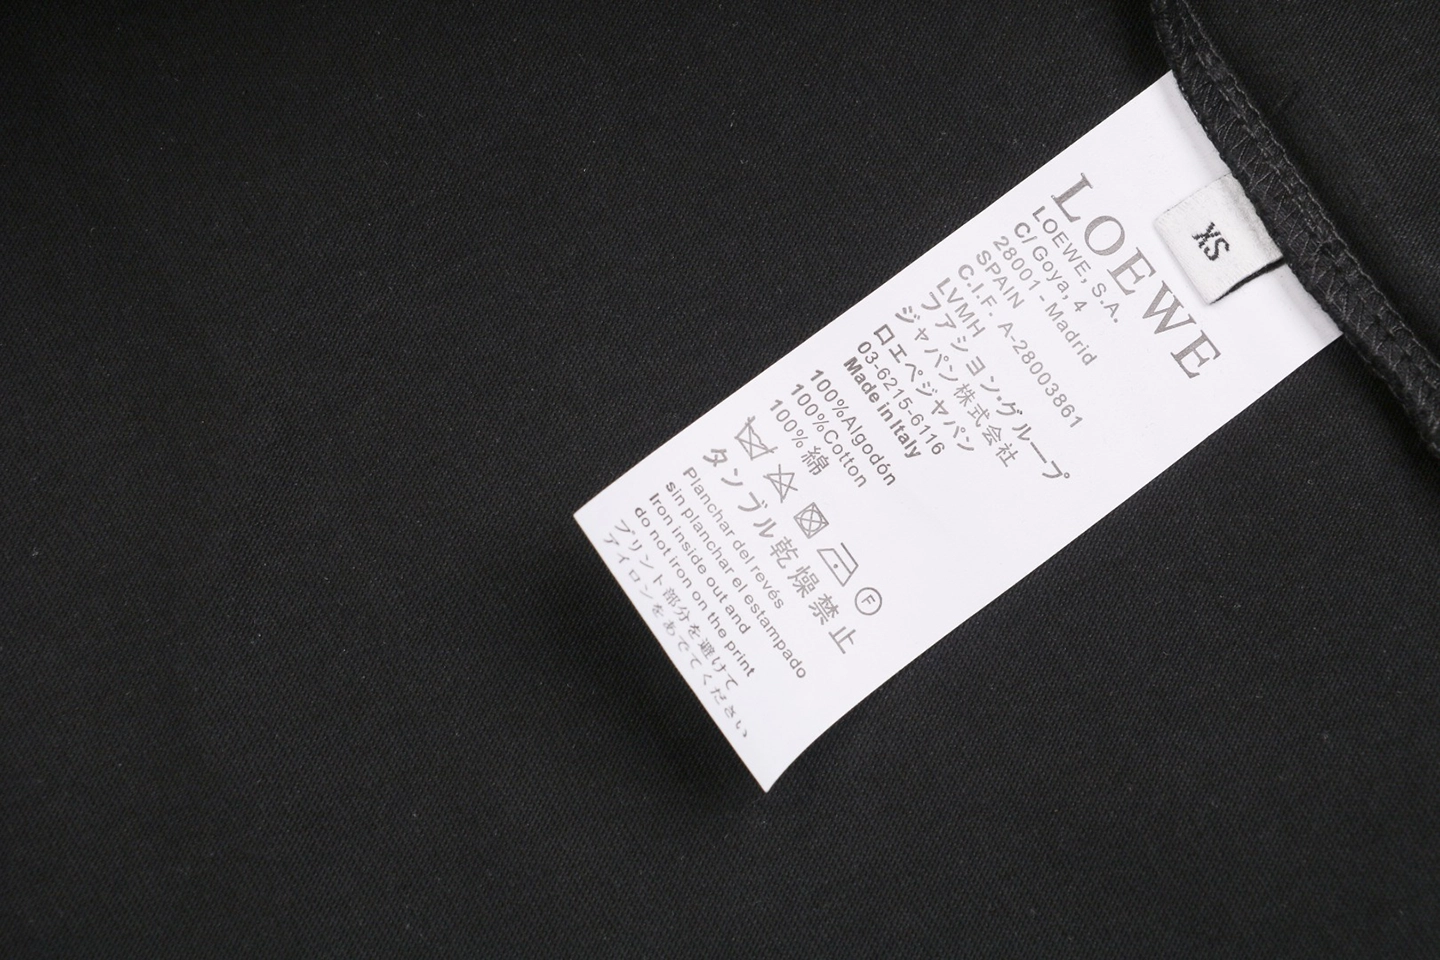 LOEWE
XS
LOEWE, S.A.
C/ Goya, 4
28001 - Madrid
SPAIN
C.I.F. A-28003861
LVMH
ファション・グループ
ジャパン株式会社
ロエベジャパン
03-6215-6116
Made in Italy
100%Algodón
100%Cotton
100% 綿
F
タンブル乾燥禁止
Planchar del revés
sin planchar el estampado
Iron inside out and
do not iron on the print
プリント部分を避けて
アイロンをあててください